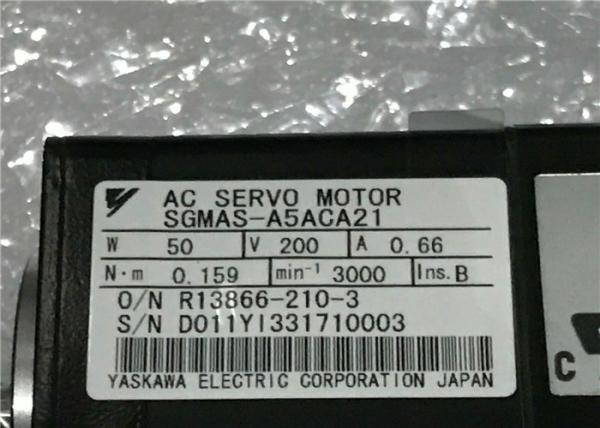 AC SERVO MOTOR
SGMAS-A5ACA21
W 50 V 200 A 0.66
N·m 0.159 min⁻¹ 3000 Ins. B
O/N R13866-210-3
S/N D011YI331710003
YASKAWA ELECTRIC CORPORATION JAPAN
C